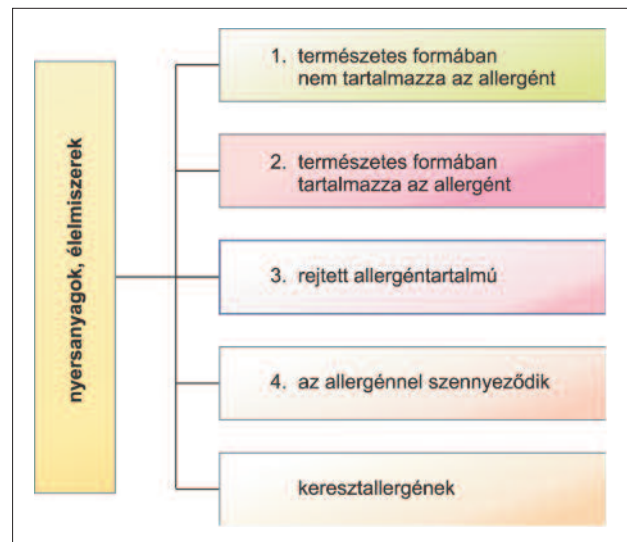 nyersanyagok, élelmiszerek
1. természetes formában
nem tartalmazza az allergént
2. természetes formában
tartalmazza az allergént
3. rejtett allergéntartalmú
4. az allergénnel szennyeződik
keresztallergének